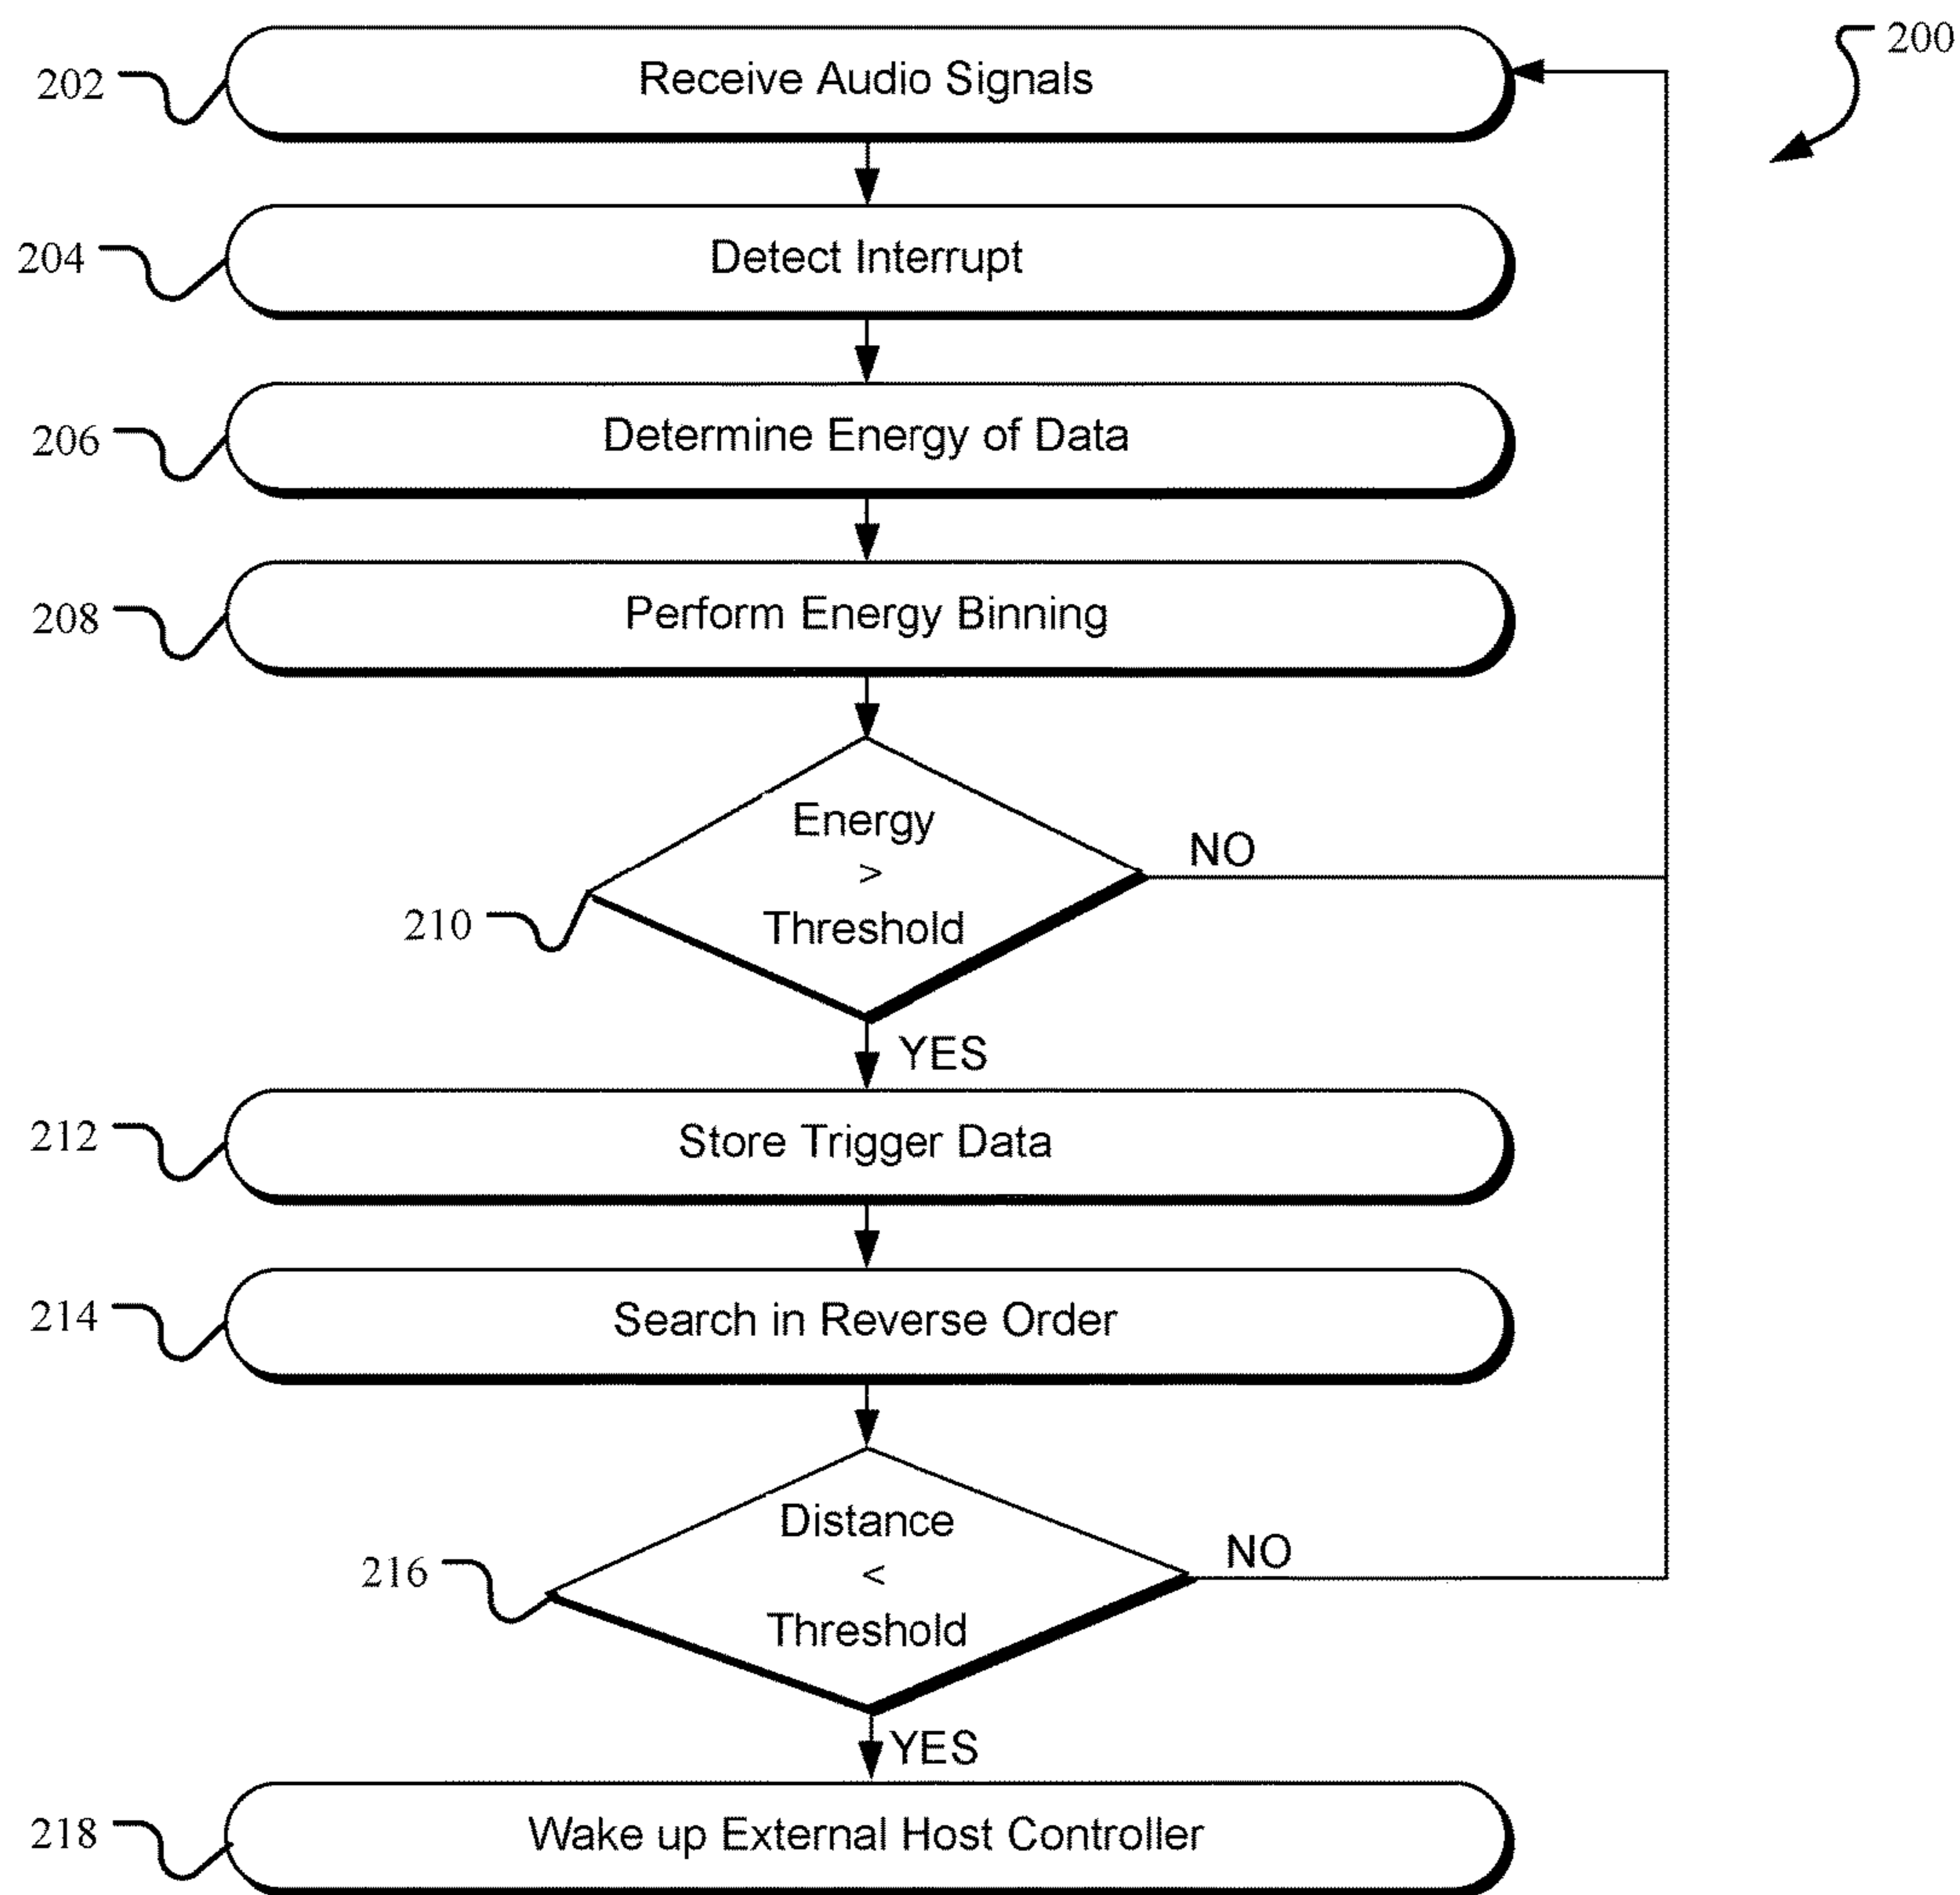 200
202
Receive Audio Signals
204
Detect Interrupt
206
Determine Energy of Data
208
Perform Energy Binning
210
Energy
>
Threshold
NO
YES
212
Store Trigger Data
214
Search in Reverse Order
216
Distance
<
Threshold
NO
YES
218
Wake up External Host Controller